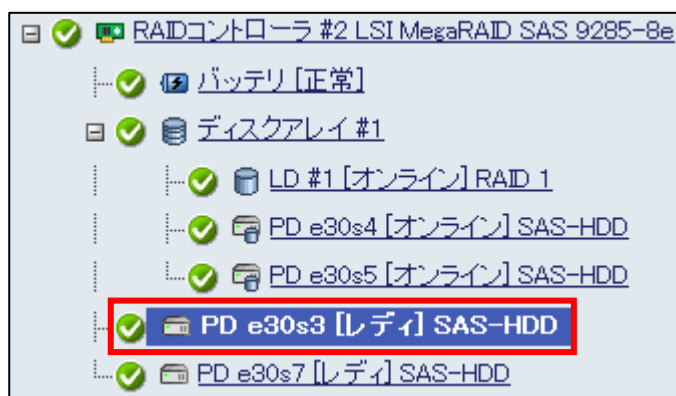 RAIDコントローラ #2 LSI MegaRAID SAS 9285-8e
バッテリ [正常]
ディスクアレイ #1
LD #1 [オンライン] RAID 1
PD e30s4 [オンライン] SAS-HDD
PD e30s5 [オンライン] SAS-HDD
PD e30s3 [レディ] SAS-HDD
PD e30s7 [レディ] SAS-HDD